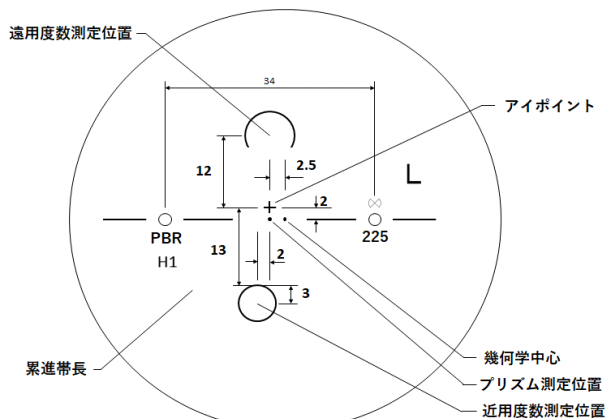 遠用度数測定位置
34
アイポイント
12
2.5
L
2
PBR
225
H1
13
2
3
累進帯長
幾何学中心
プリズム測定位置
近用度数測定位置